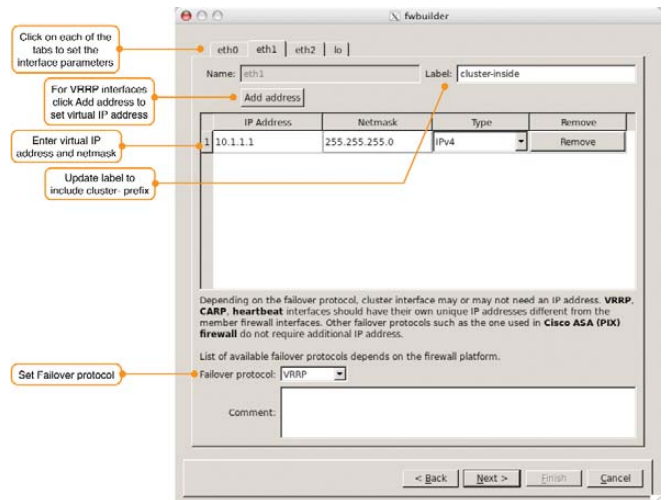 fwbuilder
Click on each of the
tabs to set the
interface parameters
eth0 eth1 eth2 lo
Name: eth1 Label: cluster-inside
For VRRP interfaces
click Add address to
set virtual IP address
Add address
IP Address Netmask Type Remove
Enter virtual IP
address and netmask
1 10.1.1.1 255.255.255.0 IPv4 Remove
Update label to
include cluster- prefix
Depending on the failover protocol, cluster interface may or may not need an IP address. VRRP,
CARP, heartbeat interfaces should have their own unique IP addresses different from the
member firewall interfaces. Other failover protocols such as the one used in Cisco ASA (PIX)
firewall do not require additional IP address.
List of available failover protocols depends on the firewall platform.
Set Failover protocol
Failover protocol: VRRP
Comment:
< Back Next > Finish Cancel